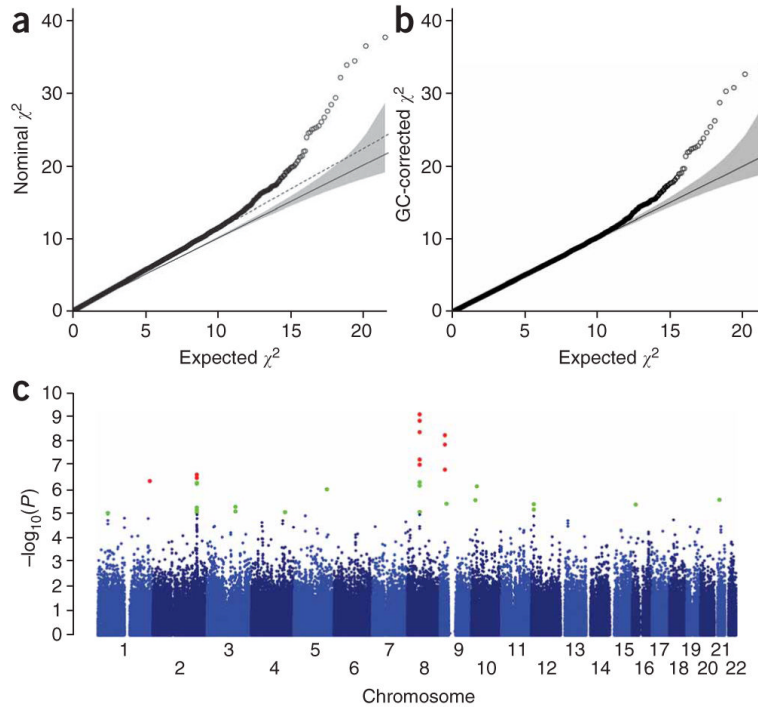 a
b
40
30
20
10
0
Nominal χ²
0
5
10
15
20
Expected χ²
40
30
20
10
0
GC-corrected χ²
0
5
10
15
20
Expected χ²
c
10
9
8
7
6
5
4
3
2
1
0
–log₁₀(P)
1 3 5 7 9 11 13 15 17 19 21
2 4 6 8 10 12 14 16 18 20 22
Chromosome